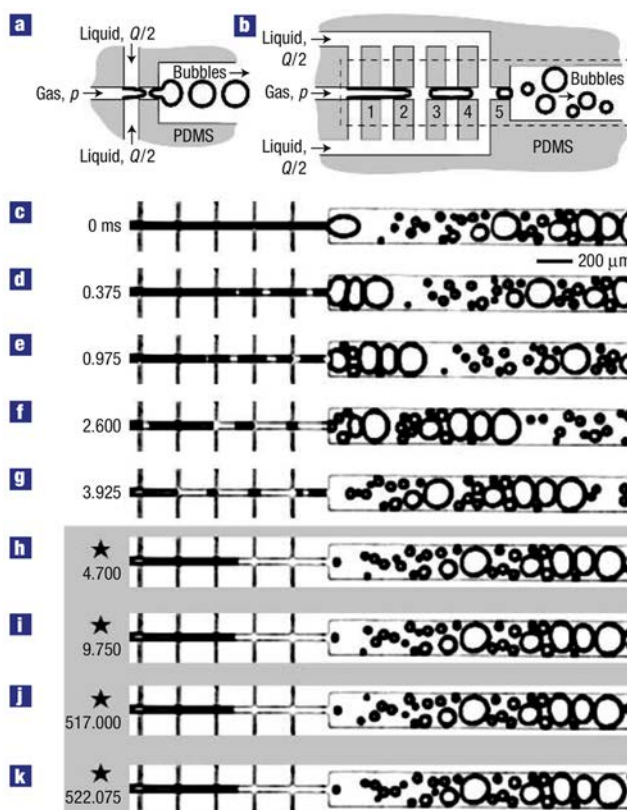 a
Liquid, Q/2
Bubbles
Gas, p
PDMS
Liquid, Q/2
b
Liquid,
Q/2
Gas, p
1 2 3 4 5
Bubbles
PDMS
Liquid,
Q/2
c
0 ms
200 μm
d
0.375
e
0.975
f
2.600
g
3.925
h
4.700
i
9.750
j
517.000
k
522.075